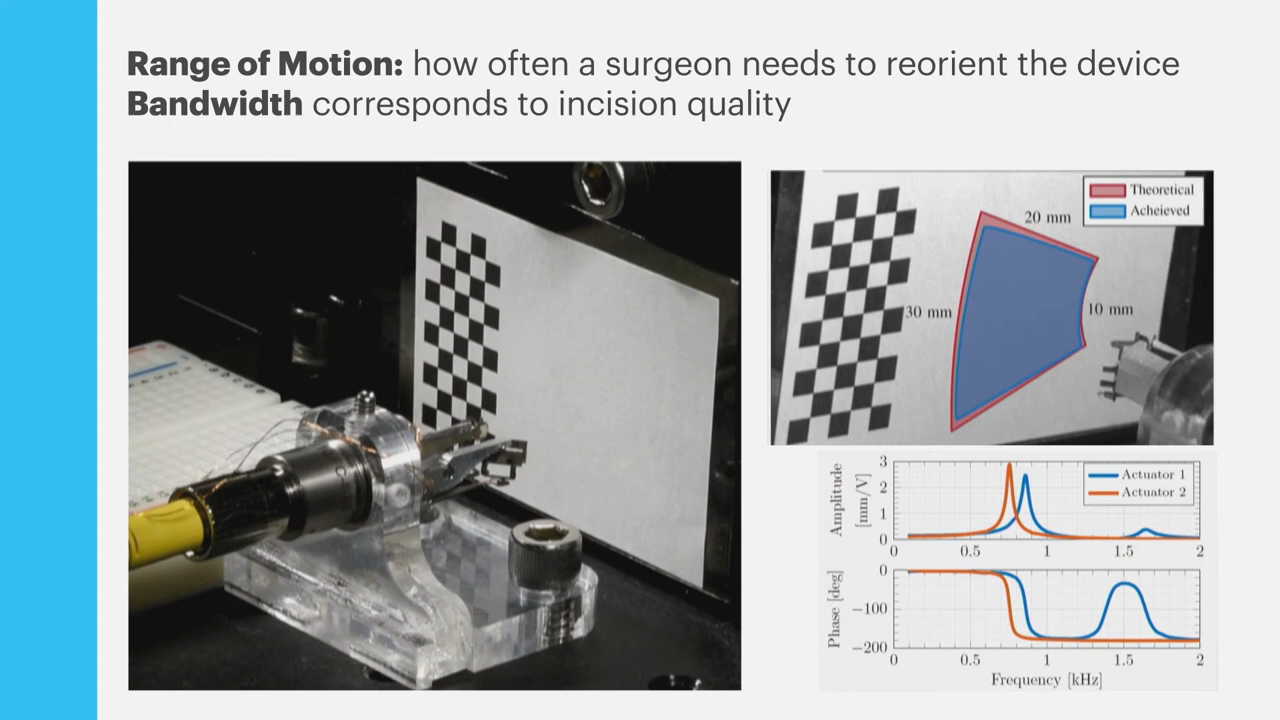 Range of Motion: how often a surgeon needs to reorient the device
Bandwidth corresponds to incision quality
Theoretical
Acheieved
20 mm
30 mm
10 mm
Amplitude
[mm/V]
3
2
1
0
Actuator 1
Actuator 2
0
0.5
1
1.5
2
Phase [deg]
0
−100
−200
0
0.5
1
1.5
2
Frequency [kHz]